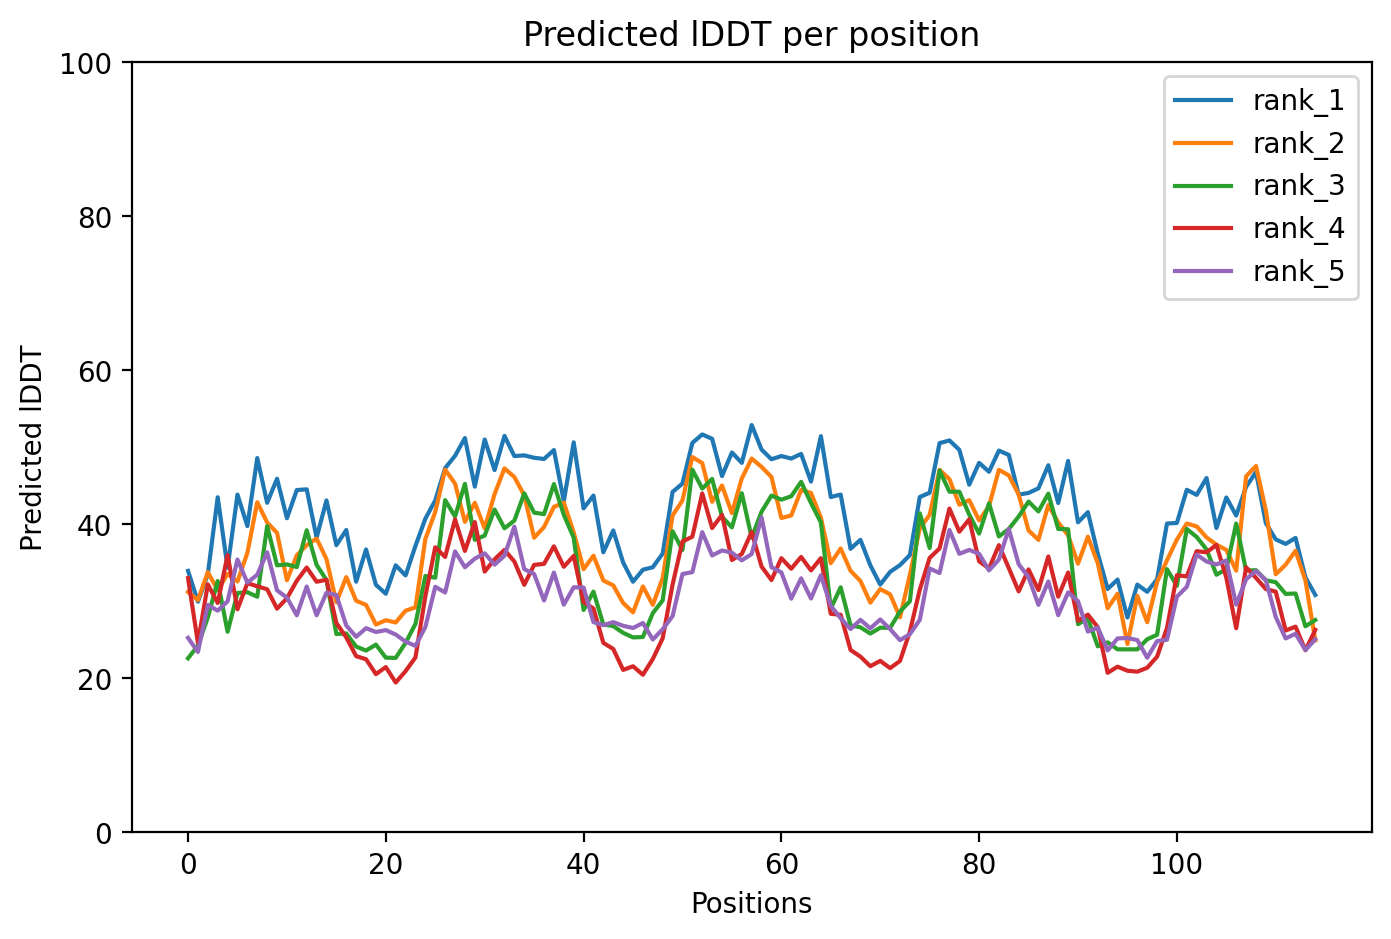 Predicted lDDT per position
100
80
60
40
20
0
Predicted lDDT
0 20 40 60 80 100
Positions
rank_1
rank_2
rank_3
rank_4
rank_5